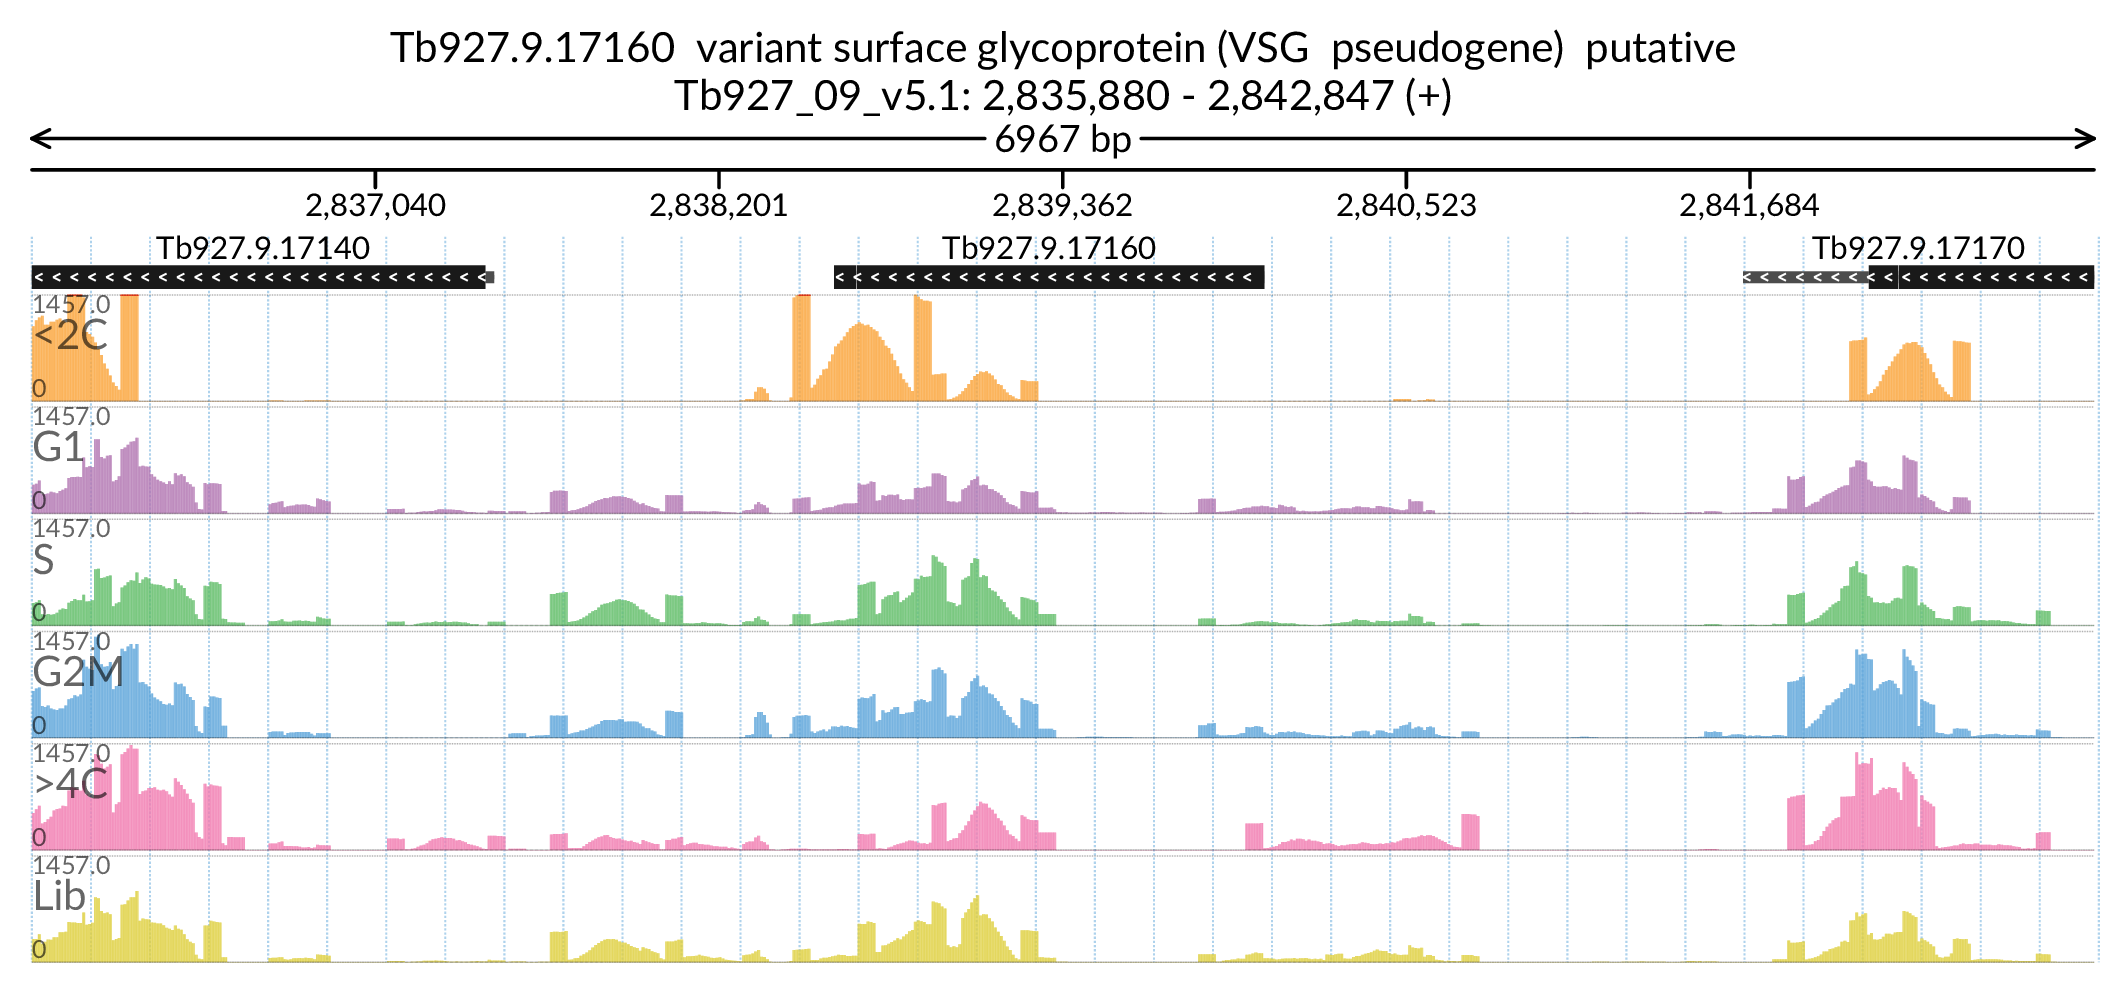 Tb927.9.17160 variant surface glycoprotein (VSG pseudogene) putative
Tb927_09_v5.1: 2,835,880 - 2,842,847 (+)
6967 bp
2,837,040 2,838,201 2,839,362 2,840,523 2,841,684
Tb927.9.17140 Tb927.9.17160 Tb927.9.17170
1457.0
<2C
0
1457.0
G1
0
1457.0
S
0
1457.0
G2M
0
1457.0
>4C
0
1457.0
Lib
0